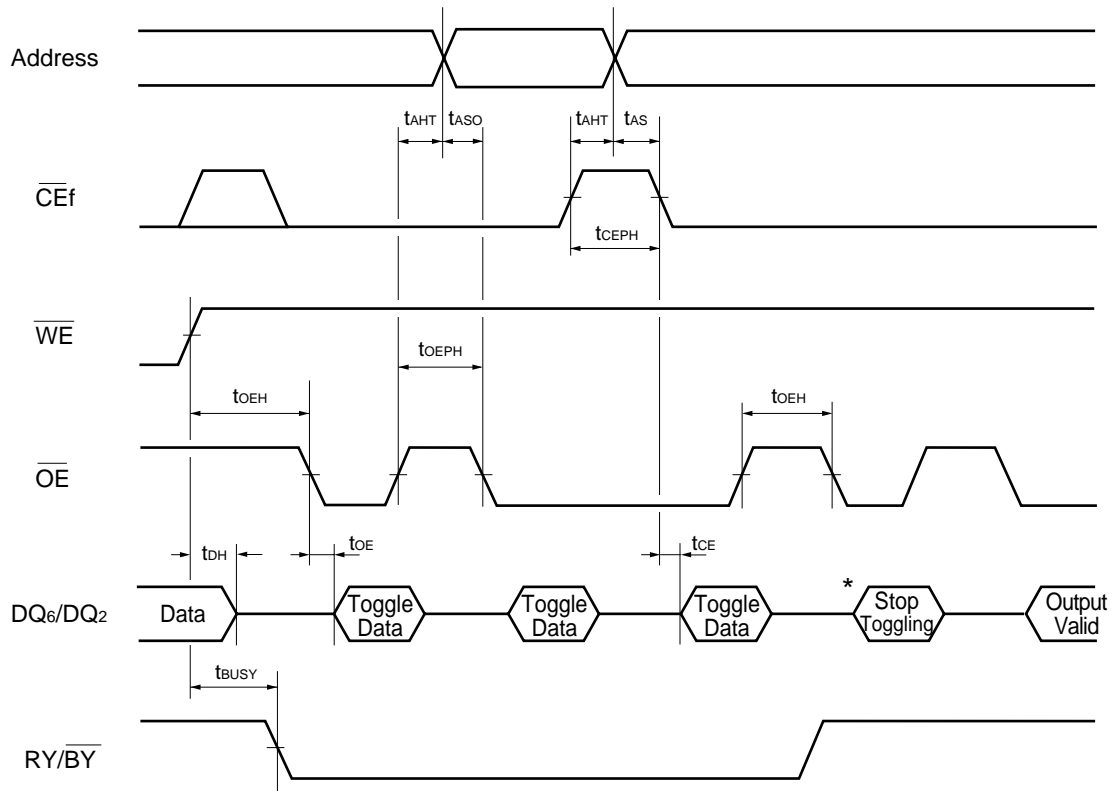 Address
tAHT tASO tAHT tAS
CEf
tCEPH
WE
tOEPH
tOEH tOEH
OE
tDH tOE tCE
*
DQ6/DQ2 Data Toggle Data Toggle Data Toggle Data Stop Toggling Output Valid
tBUSY
RY/BY